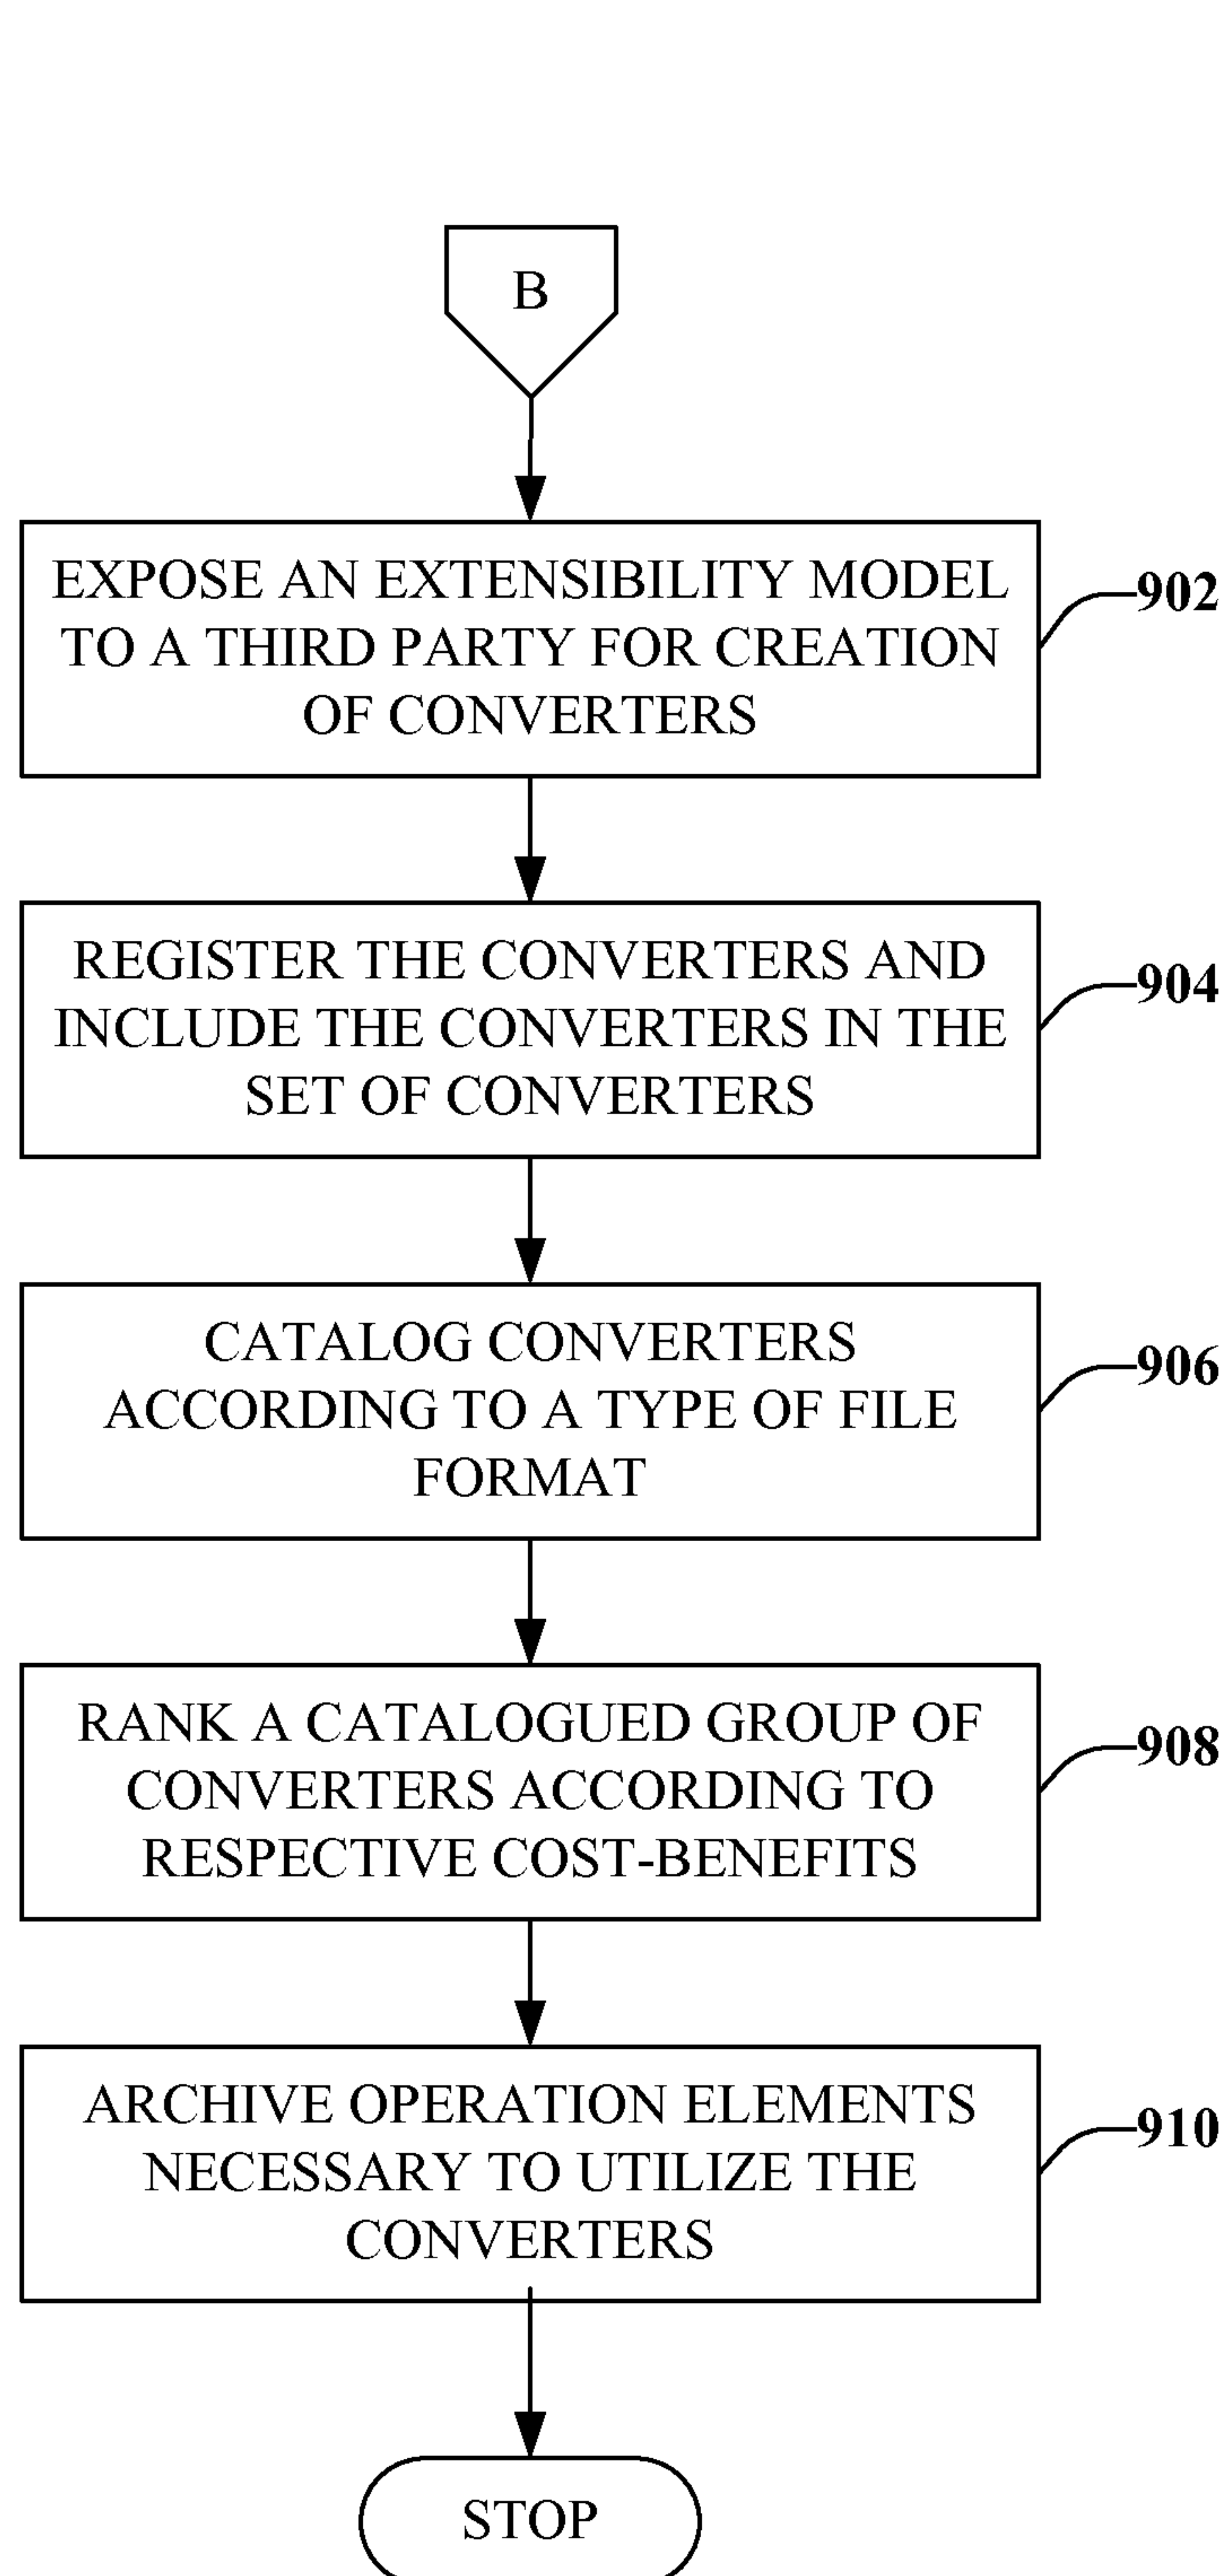 B
EXPOSE AN EXTENSIBILITY MODEL
TO A THIRD PARTY FOR CREATION
OF CONVERTERS
902
REGISTER THE CONVERTERS AND
INCLUDE THE CONVERTERS IN THE
SET OF CONVERTERS
904
CATALOG CONVERTERS
ACCORDING TO A TYPE OF FILE
FORMAT
906
RANK A CATALOGUED GROUP OF
CONVERTERS ACCORDING TO
RESPECTIVE COST-BENEFITS
908
ARCHIVE OPERATION ELEMENTS
NECESSARY TO UTILIZE THE
CONVERTERS
910
STOP